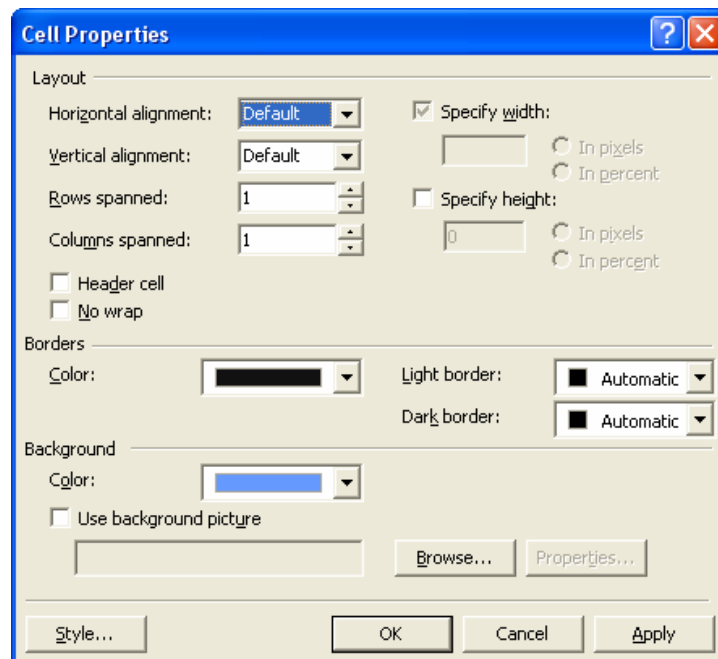 Cell Properties
Layout
Horizontal alignment: Default
Specify width:
Vertical alignment: Default
In pixels
In percent
Rows spanned: 1
Specify height:
Columns spanned: 1
0
In pixels
In percent
Header cell
No wrap
Borders
Color:
Light border: Automatic
Dark border: Automatic
Background
Color:
Use background picture
Browse... Properties...
Style... OK Cancel Apply